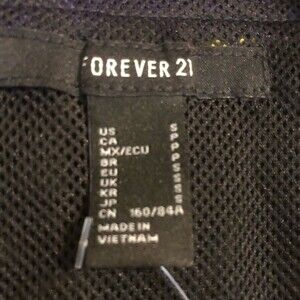 FOREVER 21
US S
CA P
MX/ECU P
BR P
EU S
UK S
KR S
JP S
CN 160/84A
MADE IN
VIETNAM